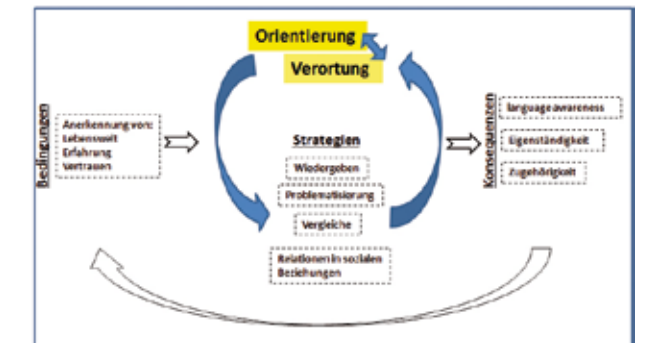 Orientierung
Verortung
Bedingungen
Anerkennung von:
Lebenswelt
Erfahrung
Vertrauen
Strategien
Wiedergeben
Problematisierung
Vergleiche
Relationen in sozialen
Beziehungen
Konsequenzen
language awareness
Eigenständigkeit
Zugehörigkeit